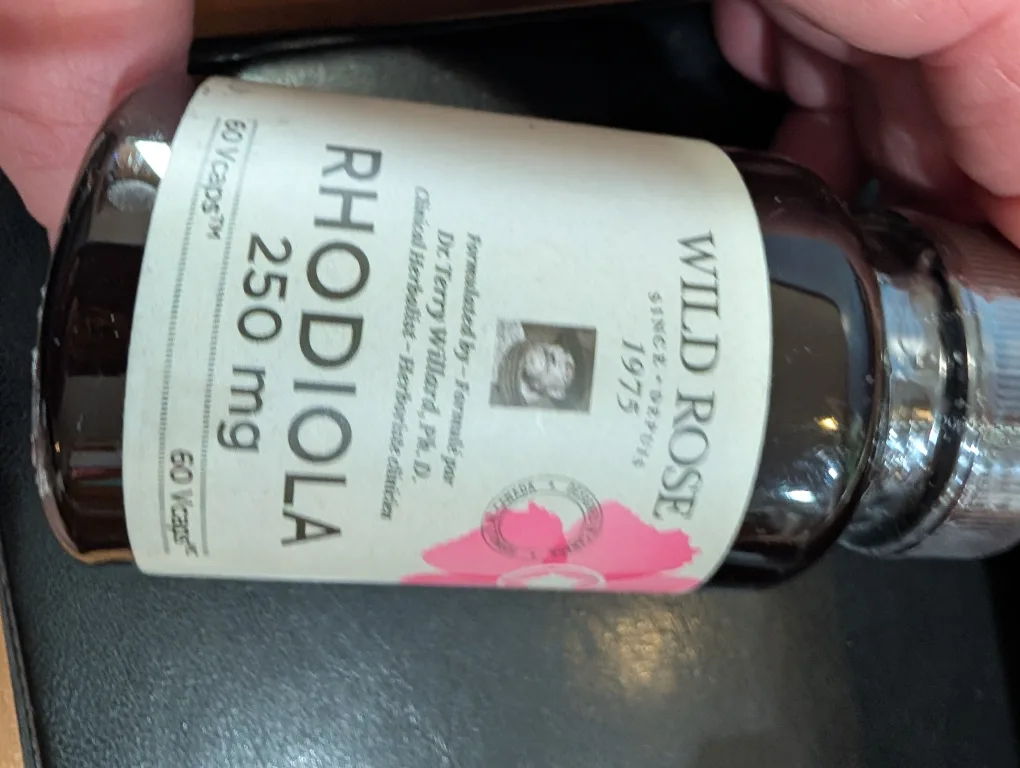 WILD ROSE
SINCE • DEPUIS
1975
Formulated by - Formulé par
Dr. Terry Willard, Ph. D.
Clinical Herbalist - Herboriste clinicien
RHODIOLA
250 mg
60 Vcaps™
60 Vcaps